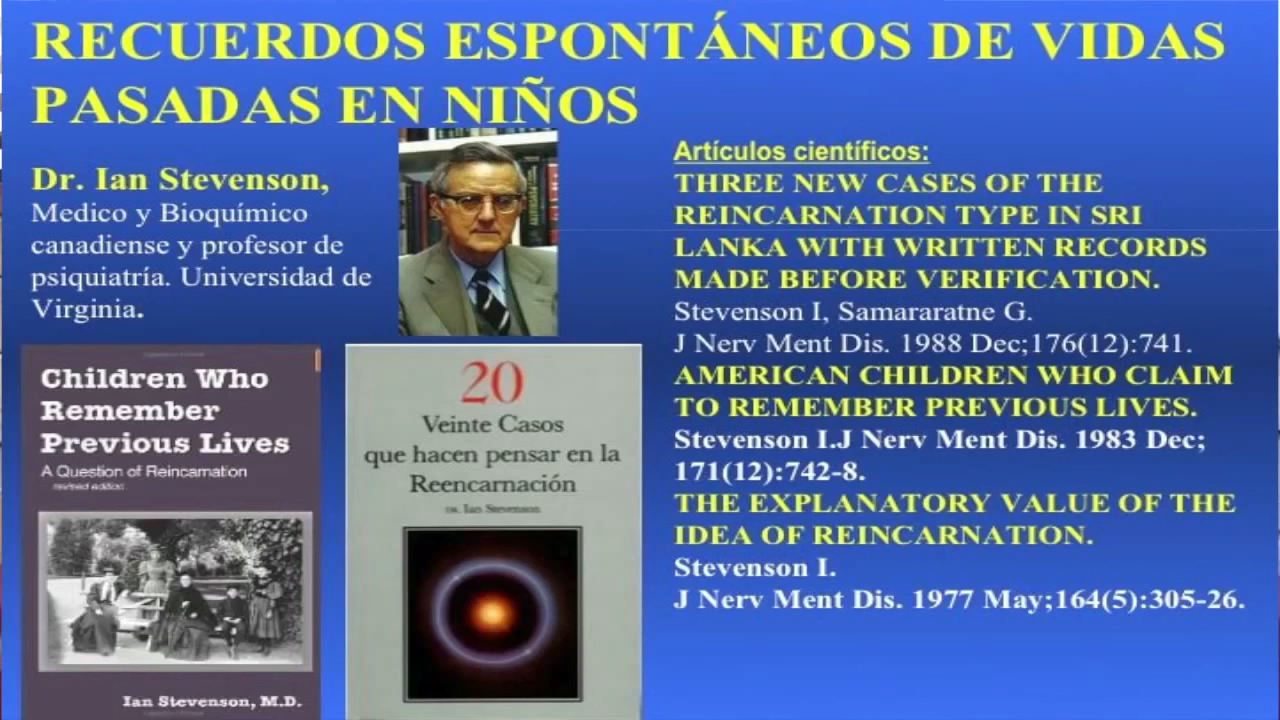 RECUERDOS ESPONTÁNEOS DE VIDAS
PASADAS EN NIÑOS
Dr. Ian Stevenson,
Medico y Bioquímico
canadiense y profesor de
psiquiatría. Universidad de
Virginia.
Children Who
Remember
Previous Lives
A Question of Reincarnation
revised edition
Ian Stevenson, M.D.
20
Veinte Casos
que hacen pensar en la
Reencarnación
DR. Ian Stevenson
Artículos científicos:
THREE NEW CASES OF THE
REINCARNATION TYPE IN SRI
LANKA WITH WRITTEN RECORDS
MADE BEFORE VERIFICATION.
Stevenson I, Samararatne G.
J Nerv Ment Dis. 1988 Dec;176(12):741.
AMERICAN CHILDREN WHO CLAIM
TO REMEMBER PREVIOUS LIVES.
Stevenson I.J Nerv Ment Dis. 1983 Dec;
171(12):742-8.
THE EXPLANATORY VALUE OF THE
IDEA OF REINCARNATION.
Stevenson I.
J Nerv Ment Dis. 1977 May;164(5):305-26.